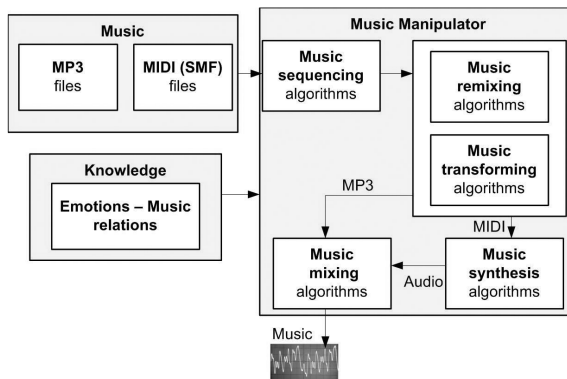 Music
MP3
files
MIDI (SMF)
files
Knowledge
Emotions – Music
relations
Music Manipulator
Music
sequencing
algorithms
Music
remixing
algorithms
Music
transforming
algorithms
MP3
MIDI
Music
mixing
algorithms
Audio
Music
synthesis
algorithms
Music